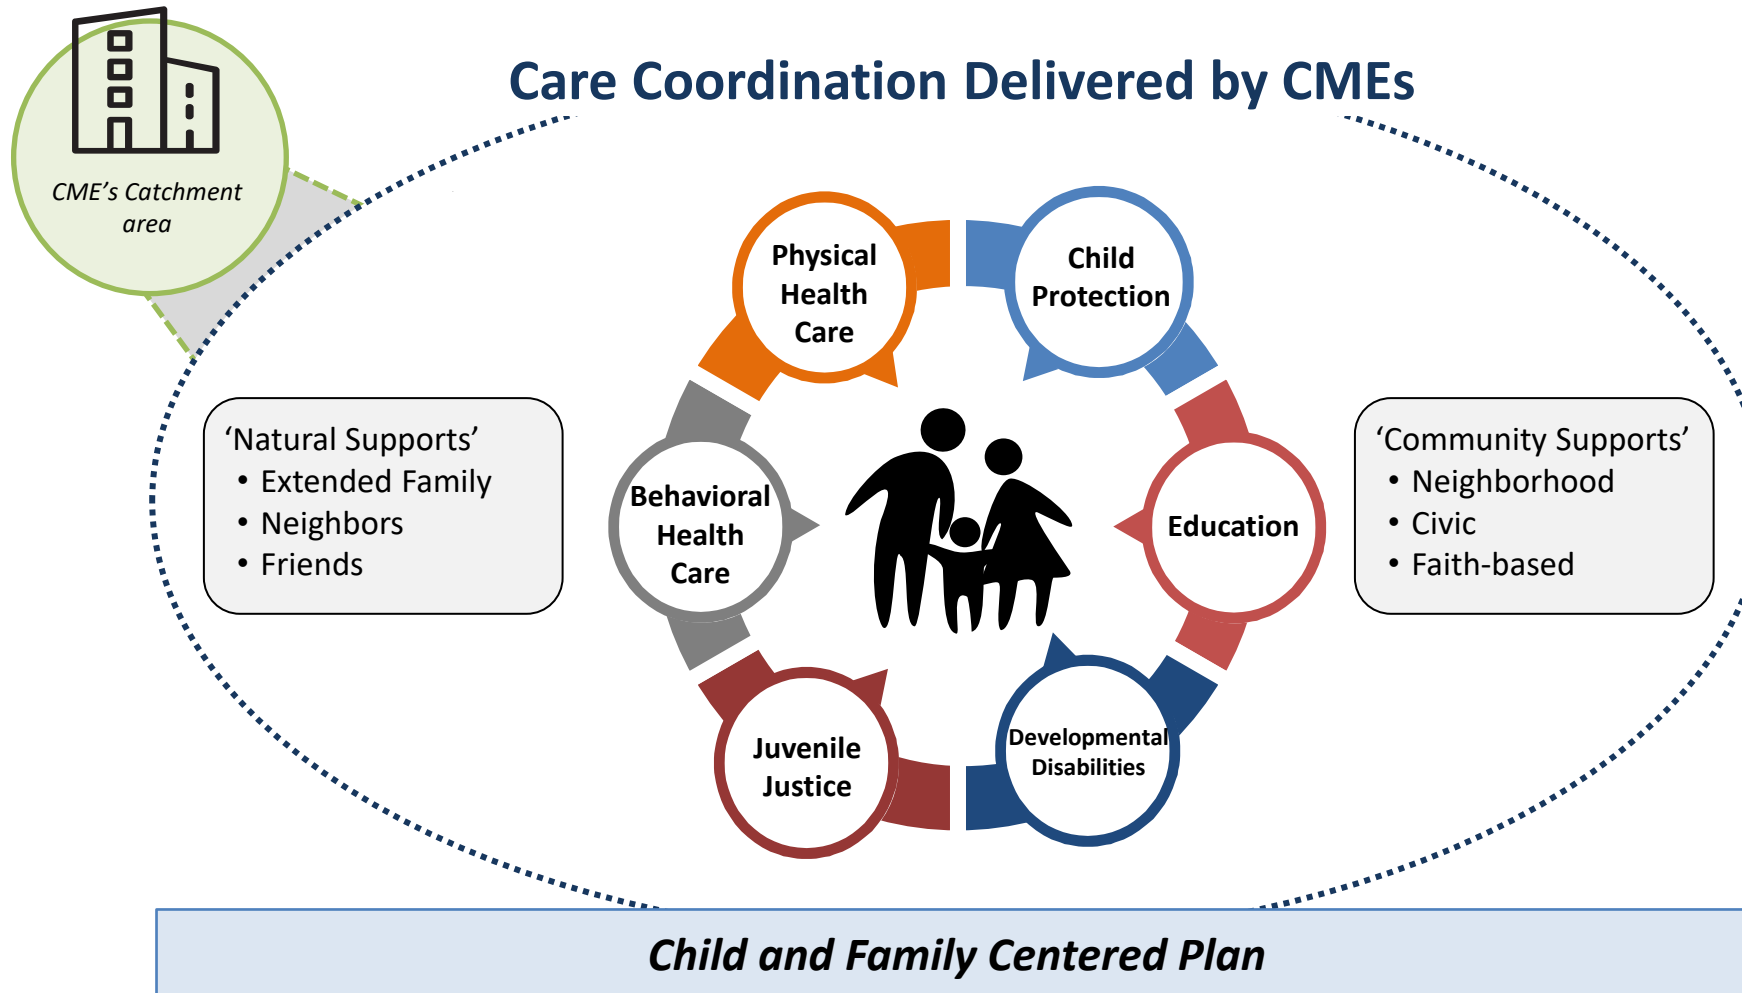 Care Coordination Delivered by CMEs
CME’s Catchment
area
Physical
Health
Care
Child
Protection
‘Natural Supports’
• Extended Family
• Neighbors
• Friends
Behavioral
Health
Care
Education
‘Community Supports’
• Neighborhood
• Civic
• Faith-based
Juvenile
Justice
Developmental
Disabilities
Child and Family Centered Plan